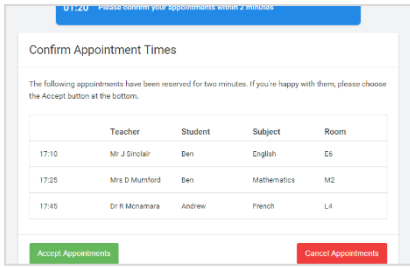 01:20 Please confirm your appointments within 2 minutes
Confirm Appointment Times
The following appointments have been reserved for two minutes. If you're happy with them, please choose
the Accept button at the bottom.
Teacher Student Subject Room
17:10 Mr J Sinclair Ben English E6
17:25 Mrs D Mumford Ben Mathematics M2
17:45 Dr R Mcnamara Andrew French L4
Accept Appointments Cancel Appointments